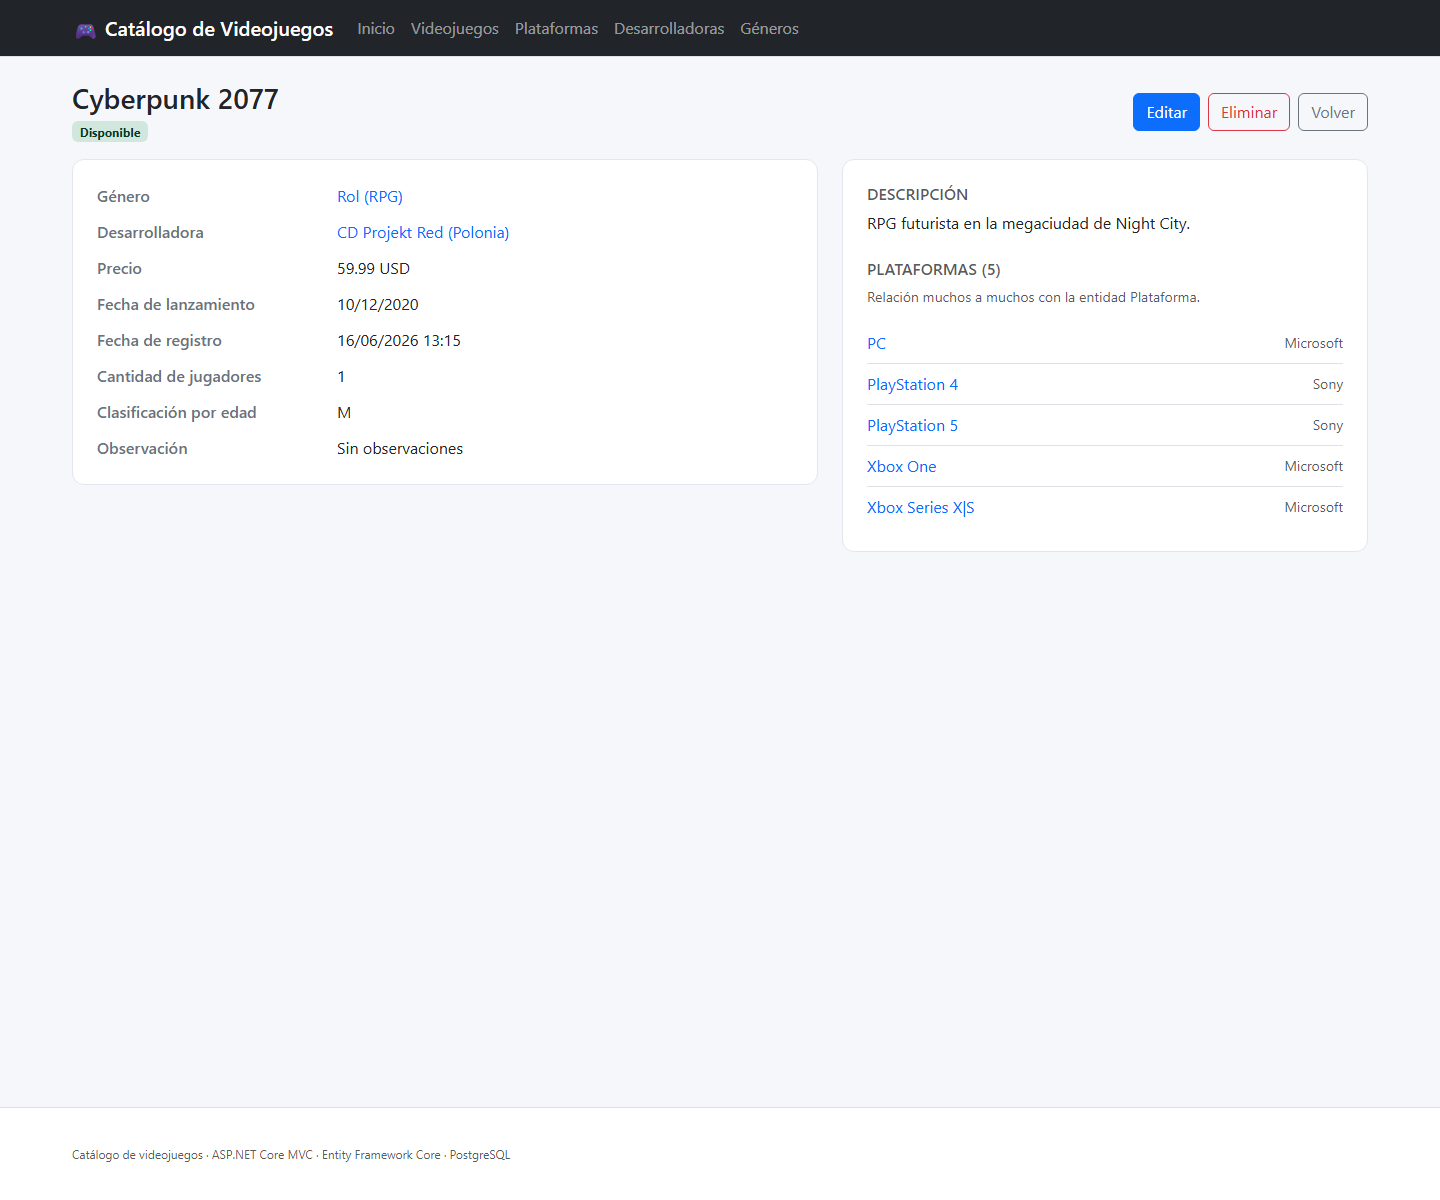 Catálogo de Videojuegos Inicio Videojuegos Plataformas Desarrolladoras Géneros
Cyberpunk 2077
Disponible
Editar Eliminar Volver
Género Rol (RPG)
Desarrolladora CD Projekt Red (Polonia)
Precio 59.99 USD
Fecha de lanzamiento 10/12/2020
Fecha de registro 16/06/2026 13:15
Cantidad de jugadores 1
Clasificación por edad M
Observación Sin observaciones
DESCRIPCIÓN
RPG futurista en la megaciudad de Night City.
PLATAFORMAS (5)
Relación muchos a muchos con la entidad Plataforma.
PC Microsoft
PlayStation 4 Sony
PlayStation 5 Sony
Xbox One Microsoft
Xbox Series X|S Microsoft
Catálogo de videojuegos · ASP.NET Core MVC · Entity Framework Core · PostgreSQL